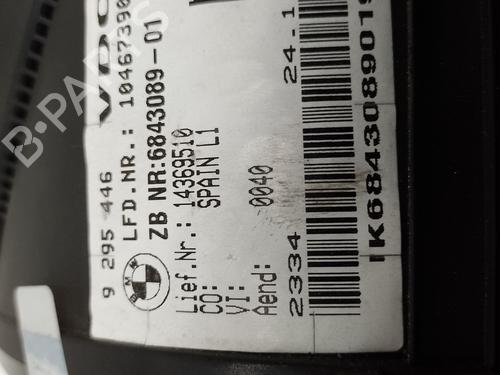 9 295 446 VDO
LFD.NR.: 10467390
ZB NR:6843089-01
BMW
Lief.Nr.: 14369510
CO: SPAIN L1
VI:
Aend: 0040
2334 24.1
IK6843089019
B-PARTS